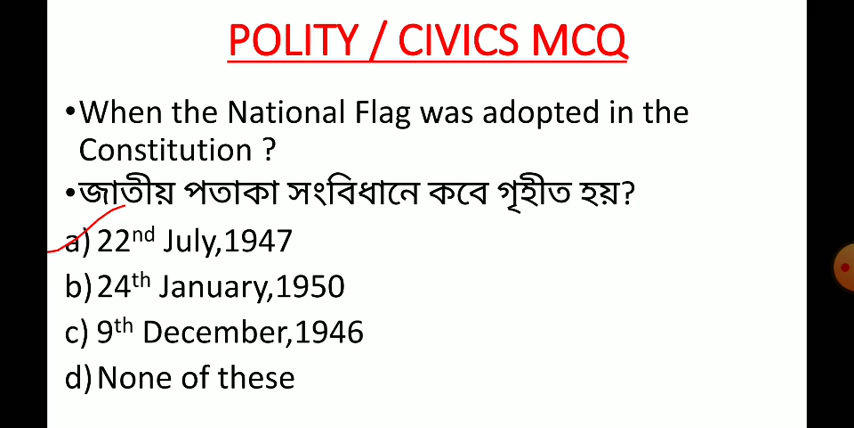 POLITY / CIVICS MCQ
•When the National Flag was adopted in the
Constitution ?
•জাতীয় পতাকা সংবিধানে কবে গৃহীত হয়?
a) 22nd July,1947
b) 24th January,1950
c) 9th December,1946
d) None of these